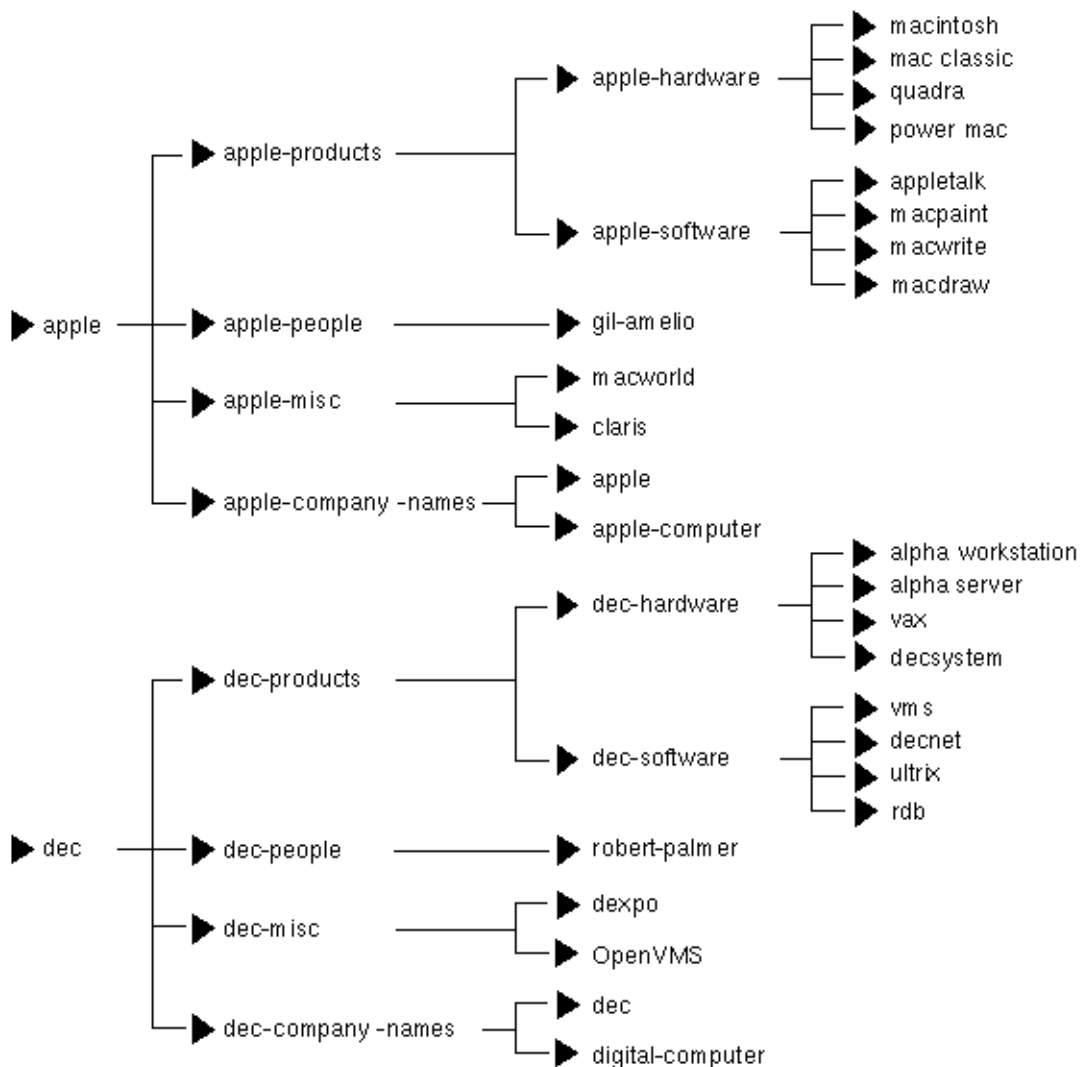 macintosh
apple-hardware
mac classic
quadra
power mac
apple-products
appletalk
apple-software
macpaint
macwrite
macdraw
apple
apple-people
gil-amelio
apple-misc
macworld
claris
apple-company -names
apple
apple-computer
alpha workstation
dec-hardware
alpha server
vax
decsystem
dec-products
vms
dec-software
decnet
ultrix
rdb
dec
dec-people
robert-palmer
dec-misc
dexpo
OpenVMS
dec-company -names
dec
digital-computer